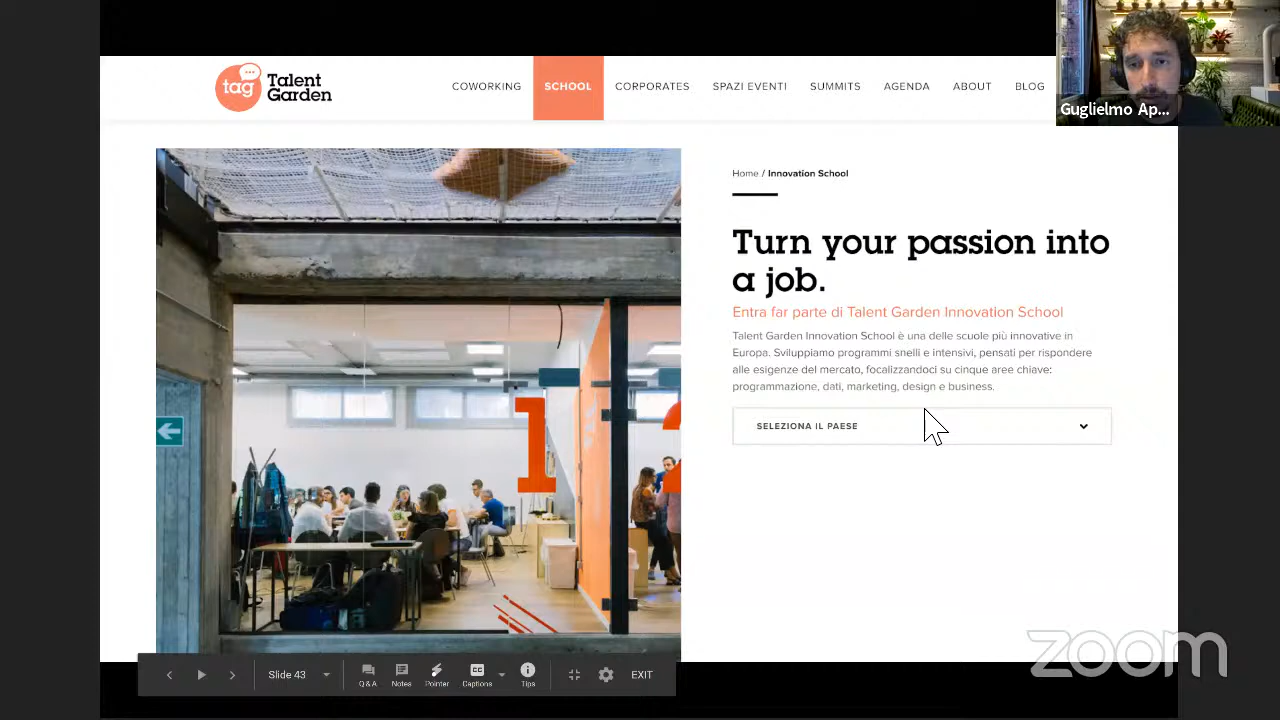 tag
Talent
Garden
COWORKING
SCHOOL
CORPORATES
SPAZI EVENTI
SUMMITS
AGENDA
ABOUT
BLOG
Guglielmo Ap...
Home / Innovation School
Turn your passion into
a job.
Entra far parte di Talent Garden Innovation School
Talent Garden Innovation School è una delle scuole più innovative in
Europa. Sviluppiamo programmi snelli e intensivi, pensati per rispondere
alle esigenze del mercato, focalizzandoci su cinque aree chiave:
programmazione, dati, marketing, design e business.
SELEZIONA IL PAESE
1
2
Slide 43
Q&A
Notes
Pointer
CC
Captions
Tips
EXIT
zoom